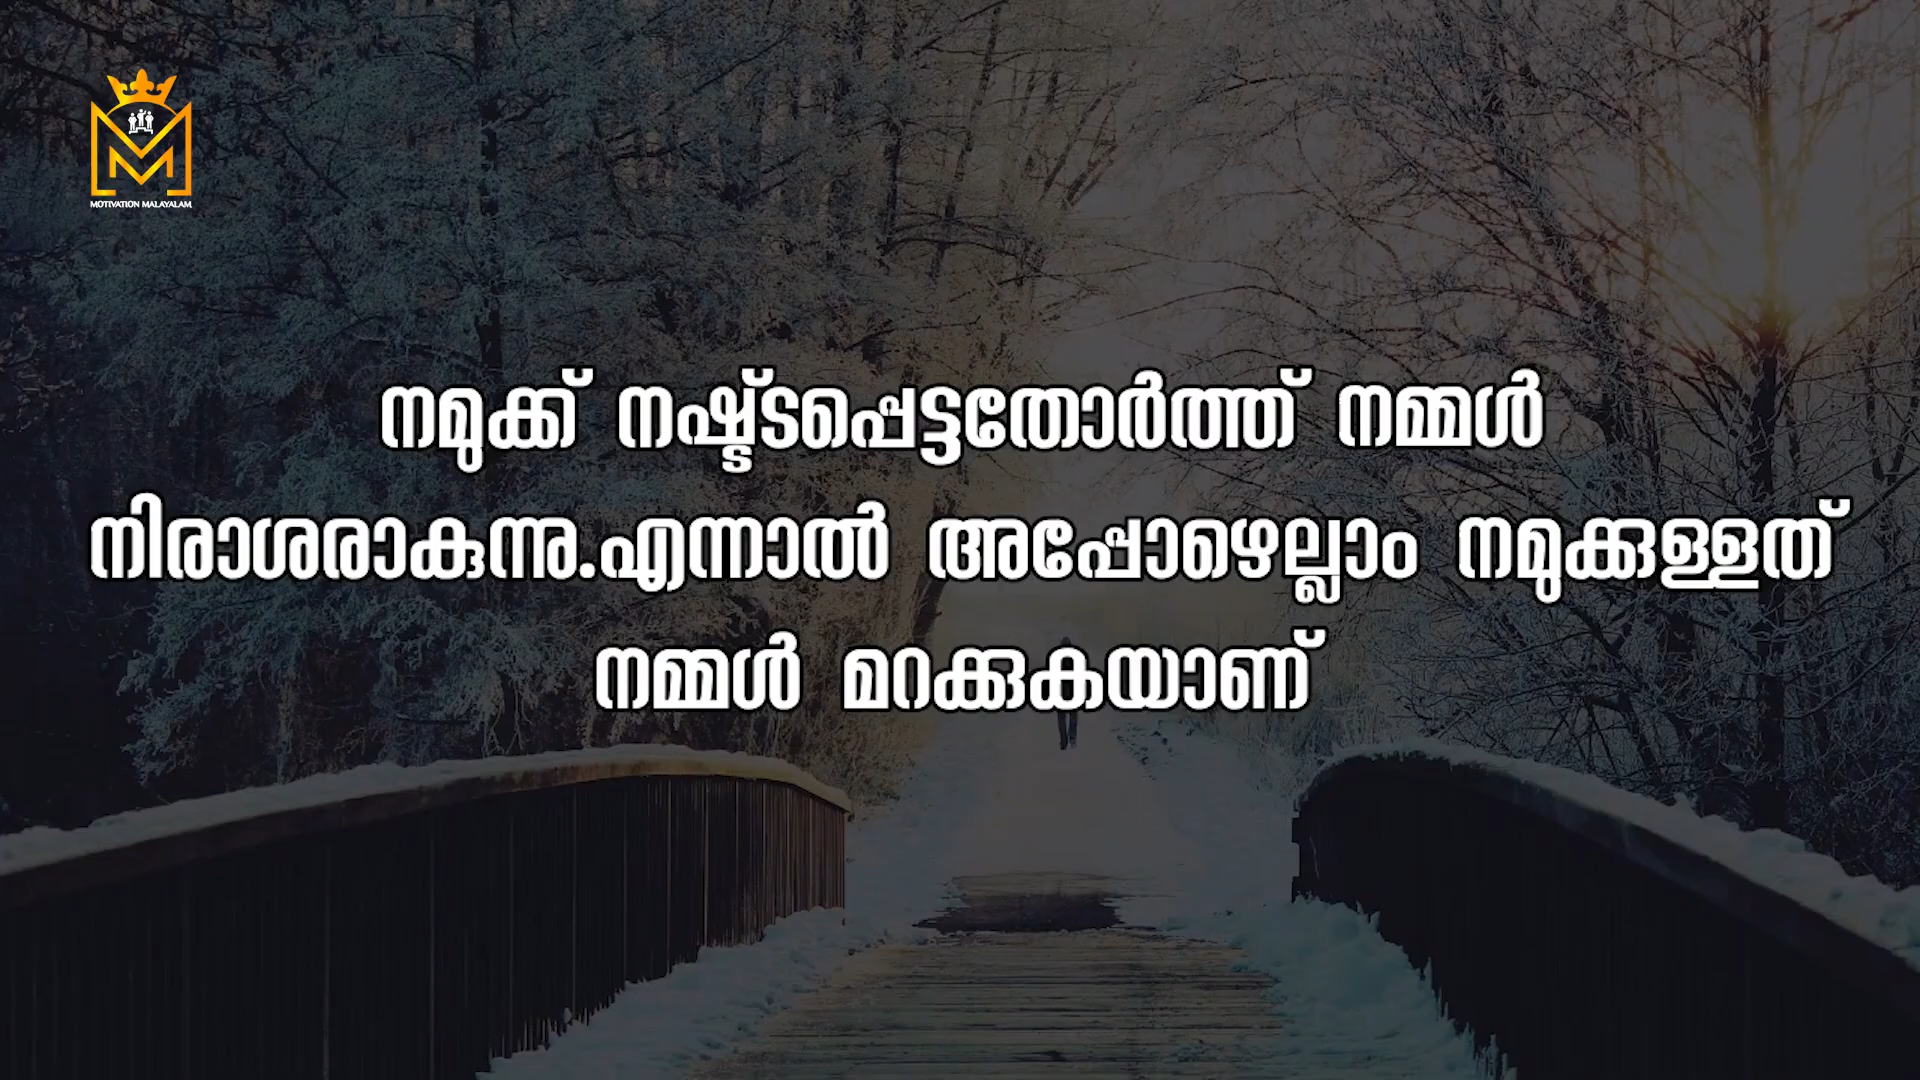 MOTIVATION MALAYALAM
നമുക്ക് നഷ്ട്ടപ്പെട്ടതോർത്ത് നമ്മൾ
നിരാശരാകുന്നു.എന്നാൽ അപ്പോഴെല്ലാം നമുക്കുള്ളത്
നമ്മൾ മറക്കുകയാണ്